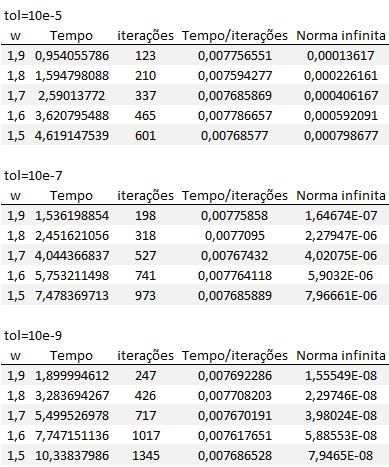 tol=10e-5
w Tempo iterações Tempo/iterações Norma infinita
1,9 0,954055786 123 0,007756551 0,00013617
1,8 1,594798088 210 0,007594277 0,000226161
1,7 2,59013772 337 0,007685869 0,000406167
1,6 3,620795488 465 0,007786657 0,000592091
1,5 4,619147539 601 0,00768577 0,000798677
tol=10e-7
w Tempo iterações Tempo/iterações Norma infinita
1,9 1,536198854 198 0,00775858 1,64674E-07
1,8 2,451621056 318 0,0077095 2,27947E-06
1,7 4,044366837 527 0,00767432 4,02075E-06
1,6 5,753211498 741 0,007764118 5,9032E-06
1,5 7,478369713 973 0,007685889 7,96661E-06
tol=10e-9
w Tempo iterações Tempo/iterações Norma infinita
1,9 1,899994612 247 0,007692286 1,55549E-08
1,8 3,283694267 426 0,007708203 2,29746E-08
1,7 5,499526978 717 0,007670191 3,98024E-08
1,6 7,747151136 1017 0,007617651 5,88553E-08
1,5 10,33837986 1345 0,007686528 7,9465E-08